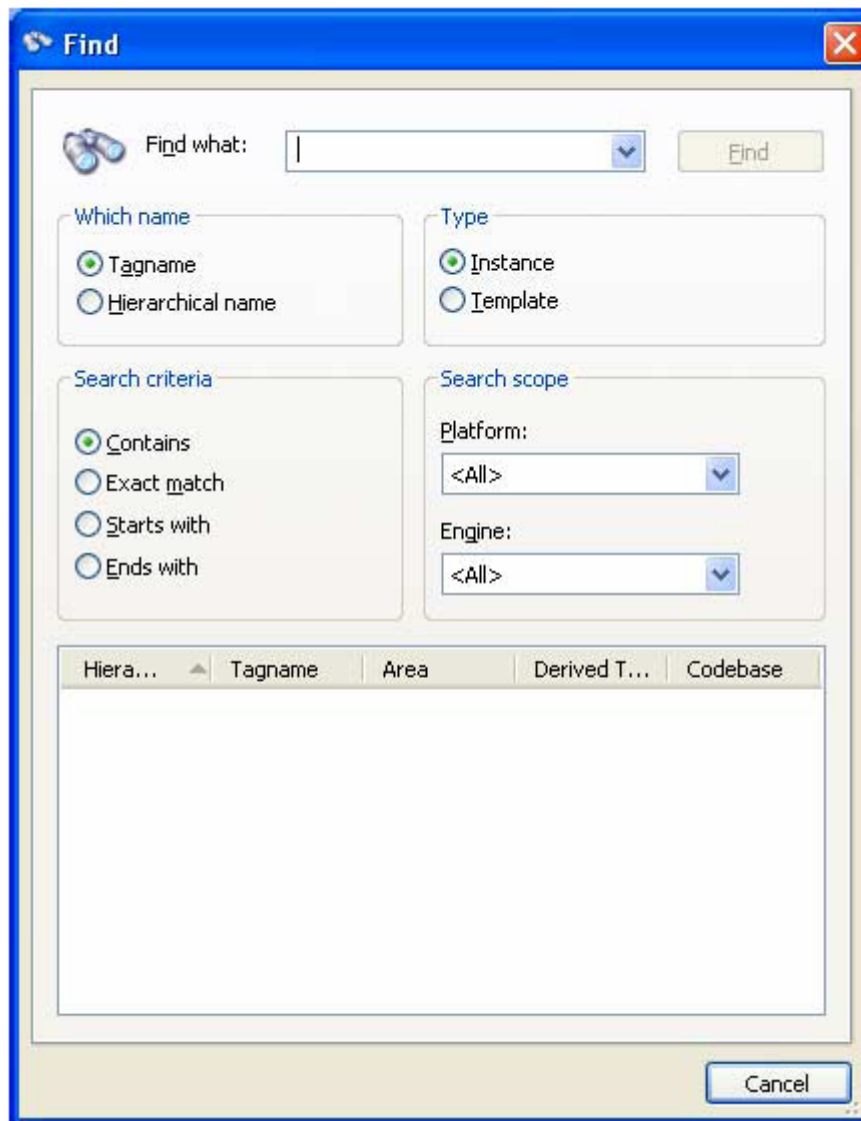 Find
Find what:
Find
Which name
Tagname
Hierarchical name
Type
Instance
Template
Search criteria
Contains
Exact match
Starts with
Ends with
Search scope
Platform:
<All>
Engine:
<All>
Hiera... Tagname Area Derived T... Codebase
Cancel